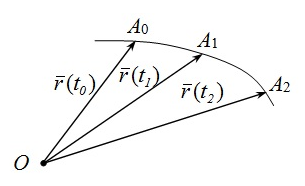 A₀
A₁
r̅(t₀)
r̅(t₁)
r̅(t₂)
A₂
O